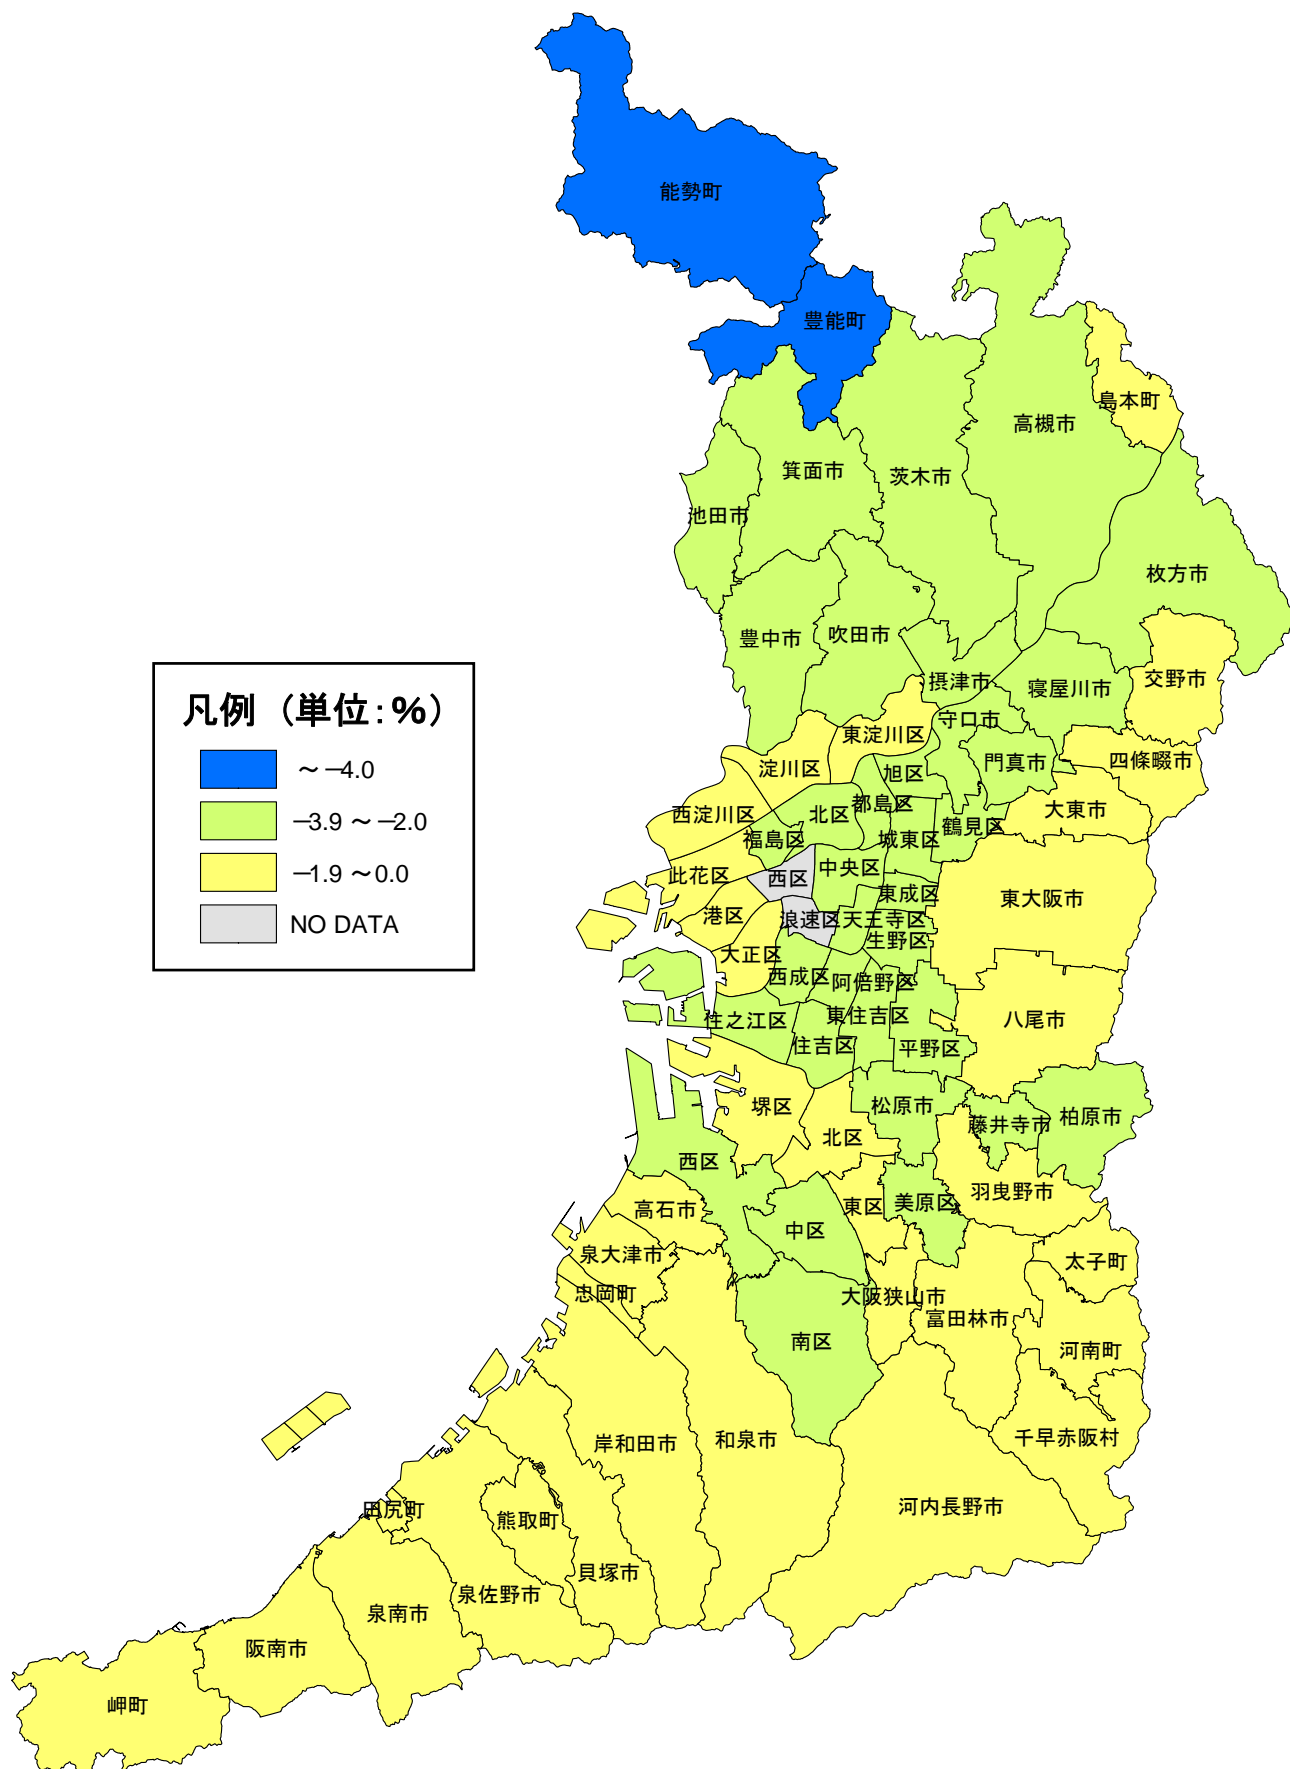 能勢町
豊能町
島本町
高槻市
箕面市
茨木市
池田市
枚方市
豊中市
吹田市
摂津市
寝屋川市
交野市
守口市
東淀川区
四條畷市
門真市
淀川区
旭区
都島区
大東市
西淀川区
北区
鶴見区
福島区
城東区
中央区
此花区
西区
東成区
東大阪市
港区
浪速区
天王寺区
生野区
大正区
西成区
阿倍野区
住之江区
東住吉区
八尾市
住吉区
平野区
凡例（単位：%）
～−4.0
−3.9～−2.0
−1.9～0.0
NO DATA
堺区
松原市
柏原市
藤井寺市
北区
西区
羽曳野市
美原区
東区
高石市
中区
泉大津市
太子町
忠岡町
大阪狭山市
富田林市
南区
河南町
千早赤阪村
和泉市
岸和田市
河内長野市
田尻町
熊取町
貝塚市
泉佐野市
泉南市
阪南市
岬町